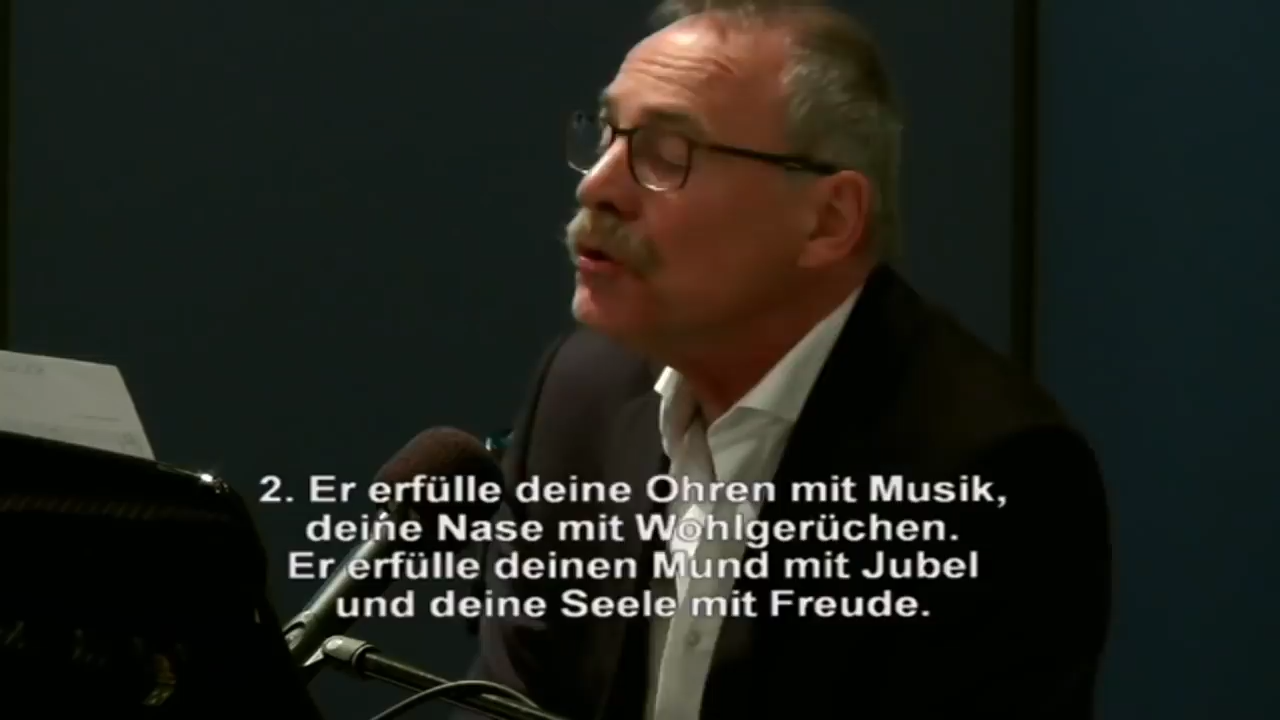 2. Er erfülle deine Ohren mit Musik,
deine Nase mit Wohlgerüchen.
Er erfülle deinen Mund mit Jubel
und deine Seele mit Freude.